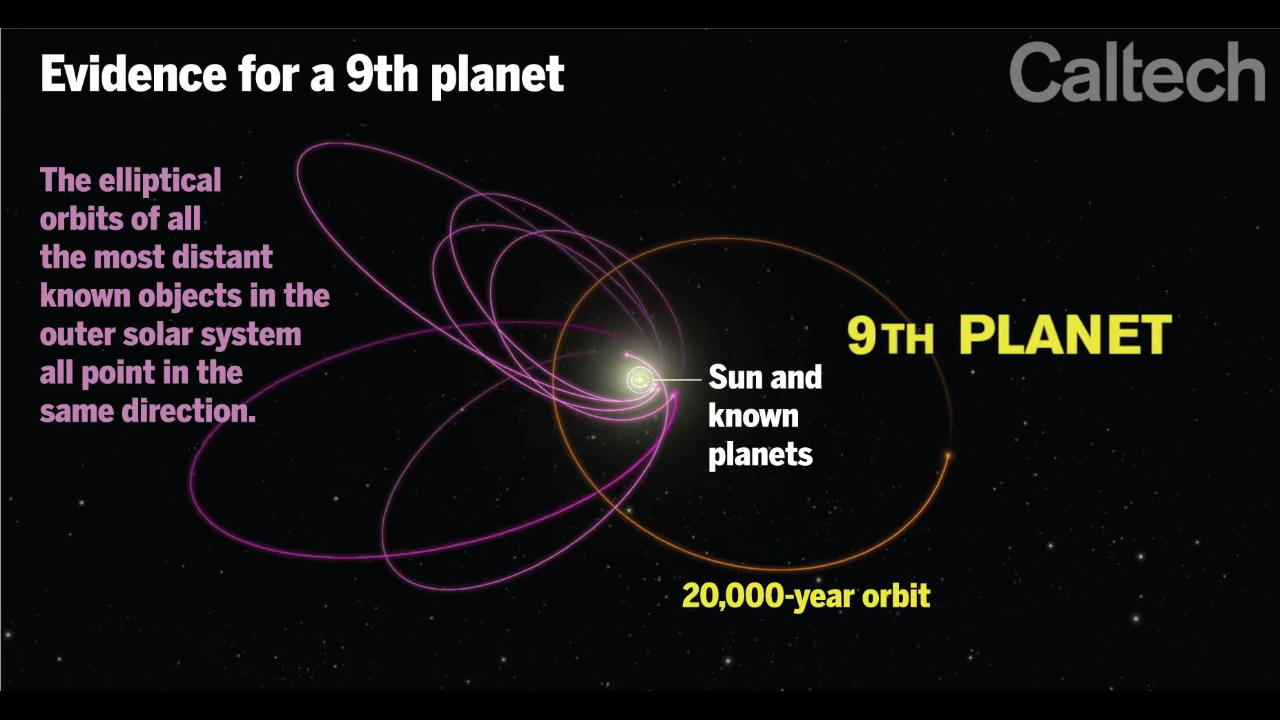 Evidence for a 9th planet
Caltech
The elliptical
orbits of all
the most distant
known objects in the
outer solar system
all point in the
same direction.
9TH PLANET
Sun and
known
planets
20,000-year orbit